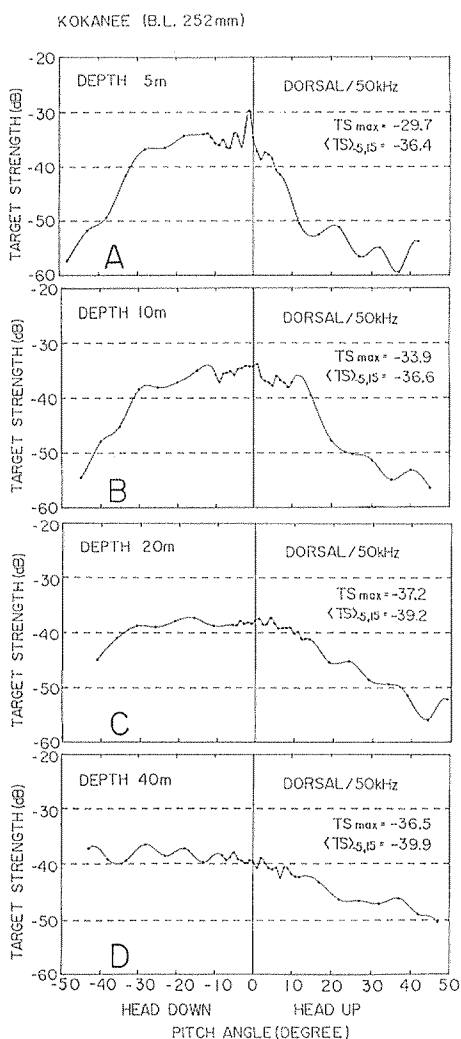 KOKANEE (B.L. 252mm)
-20
DEPTH 5m
DORSAL/50kHz
-30
TS max = -29.7
⟨TS⟩-5,15 = -36.4
-40
-50
-60
TARGET STRENGTH (dB)
A
-20
DEPTH 10m
DORSAL/50kHz
-30
TS max = -33.9
⟨TS⟩-5,15 = -36.6
-40
-50
-60
TARGET STRENGTH (dB)
B
-20
DEPTH 20m
DORSAL/50kHz
-30
TS max = -37.2
⟨TS⟩-5,15 = -39.2
-40
-50
-60
TARGET STRENGTH (dB)
C
-20
DEPTH 40m
DORSAL/50kHz
-30
TS max = -36.5
⟨TS⟩-5,15 = -39.9
-40
-50
-60
TARGET STRENGTH (dB)
D
-50 -40 -30 -20 -10 0 10 20 30 40 50
HEAD DOWN HEAD UP
PITCH ANGLE (DEGREE)